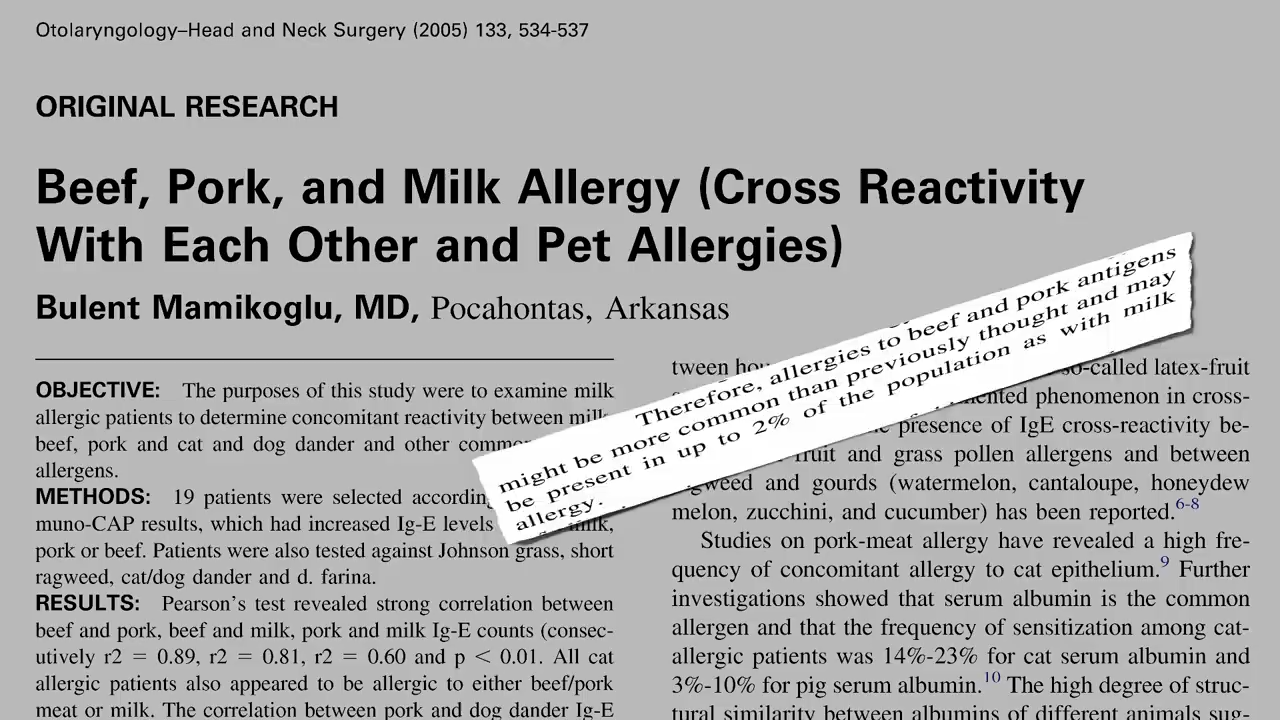 Otolaryngology–Head and Neck Surgery (2005) 133, 534-537
ORIGINAL RESEARCH
Beef, Pork, and Milk Allergy (Cross Reactivity
With Each Other and Pet Allergies)
Bulent Mamikoglu, MD, Pocahontas, Arkansas
OBJECTIVE: The purposes of this study were to examine milk
allergic patients to determine concomitant reactivity between
beef, pork and cat and dog dander and other
allergens.
METHODS: 19 patients were selected
muno-CAP results, which had increased Ig-E levels
pork or beef. Patients were also tested against Johnson grass, short
ragweed, cat/dog dander and d. farina.
RESULTS: Pearson's test revealed strong correlation between
beef and pork, beef and milk, pork and milk Ig-E counts (consec-
utively r2 = 0.89, r2 = 0.81, r2 = 0.60 and p < 0.01. All cat
allergic patients also appeared to be allergic to either beef/pork
meat or milk. The correlation between pork and dog dander Ig-E
Therefore, allergies to beef and pork antigens
might be more common than previously thought and may
be present in up to 2% of the population as with milk
allergy.
tween
so-called latex-fruit
phenomenon in cross-
presence of IgE cross-reactivity be-
fruit and grass pollen allergens and between
and gourds (watermelon, cantaloupe, honeydew
melon, zucchini, and cucumber) has been reported.6-8
Studies on pork-meat allergy have revealed a high fre-
quency of concomitant allergy to cat epithelium.9 Further
investigations showed that serum albumin is the common
allergen and that the frequency of sensitization among cat-
allergic patients was 14%-23% for cat serum albumin and
3%-10% for pig serum albumin.10 The high degree of struc-
tural similarity between albumins of different animals sug-